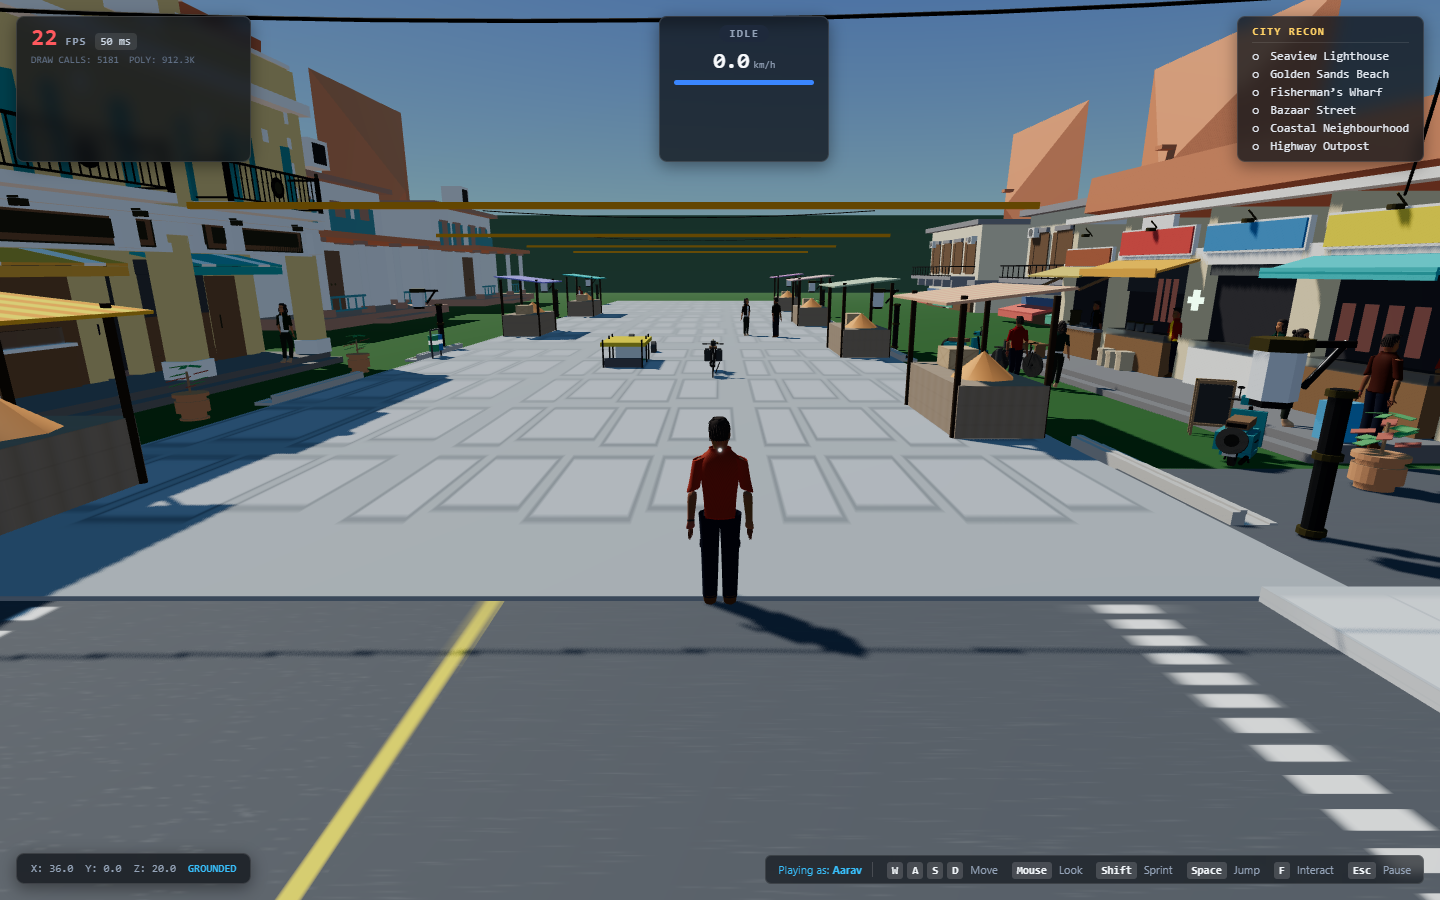 22 FPS 50 ms
DRAW CALLS: 5181 POLY: 912.3K
IDLE
0.0 km/h
CITY RECON
Seaview Lighthouse
Golden Sands Beach
Fisherman's Wharf
Bazaar Street
Coastal Neighbourhood
Highway Outpost
X: 36.0 Y: 0.0 Z: 20.0 GROUNDED
Playing as: Aarav W A S D Move Mouse Look Shift Sprint Space Jump F Interact Esc Pause